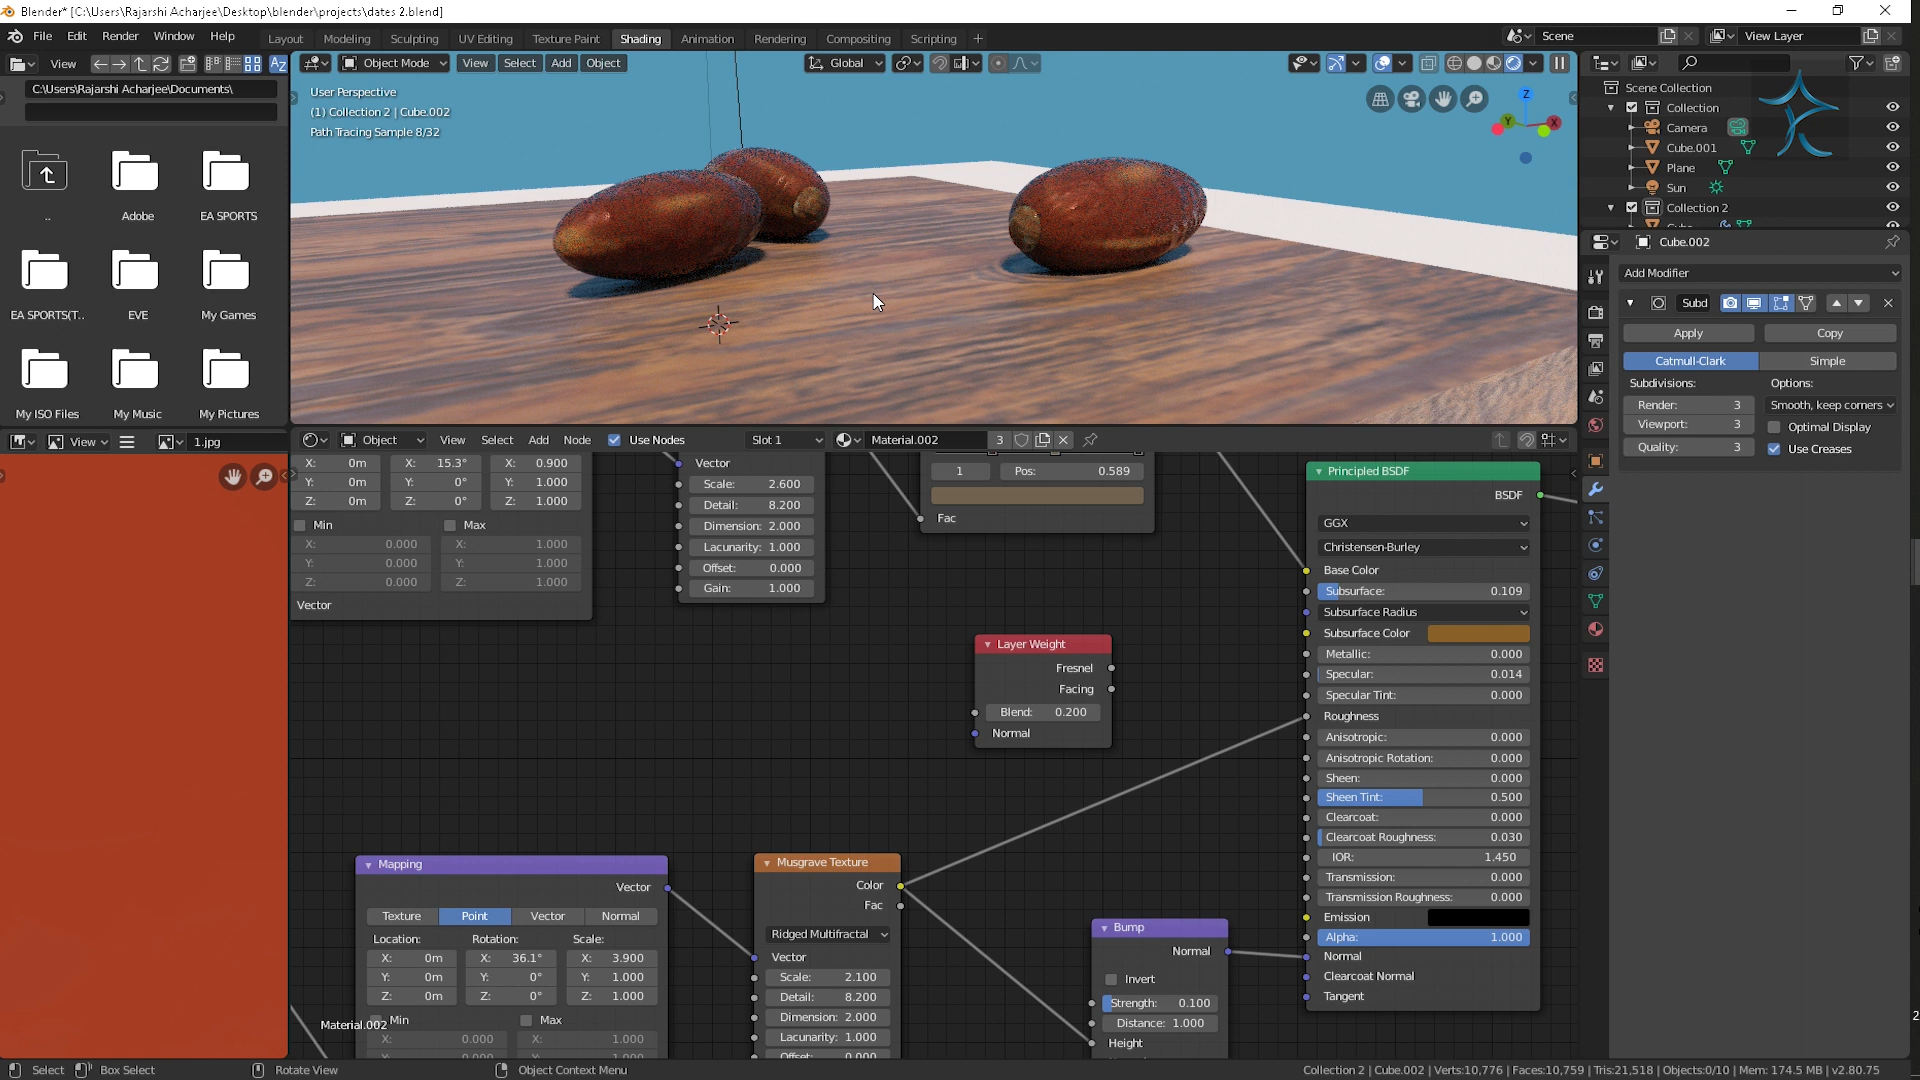 Blender* [C:\Users\Rajarshi Acharjee\Desktop\blender\projects\dates 2.blend]
File Edit Render Window Help
Layout Modeling Sculpting UV Editing Texture Paint Shading Animation Rendering Compositing Scripting +
Scene
View Layer
View
C:\Users\Rajarshi Acharjee\Documents\
..
Adobe
EA SPORTS
EA SPORTS(T..
EVE
My Games
My ISO Files
My Music
My Pictures
Object Mode View Select Add Object
Global
User Perspective
(1) Collection 2 | Cube.002
Path Tracing Sample 8/32
Z
Y
X
Scene Collection
Collection
Camera
Cube.001
Plane
Sun
Collection 2
Cube.002
Add Modifier
Subd
Apply Copy
Catmull-Clark Simple
Subdivisions: Options:
Render: 3 Smooth, keep corners
Viewport: 3 Optimal Display
Quality: 3 Use Creases
View 1.jpg
Object View Select Add Node Use Nodes Slot 1 Material.002 3
X: 0m X: 15.3° X: 0.900
Y: 0m Y: 0° Y: 1.000
Z: 0m Z: 0° Z: 1.000
Min Max
X: 0.000 X: 1.000
Y: 0.000 Y: 1.000
Z: 0.000 Z: 1.000
Vector
Vector
Scale: 2.600
Detail: 8.200
Dimension: 2.000
Lacunarity: 1.000
Offset: 0.000
Gain: 1.000
1 Pos: 0.589
Fac
Layer Weight
Fresnel
Facing
Blend: 0.200
Normal
Principled BSDF
BSDF
GGX
Christensen-Burley
Base Color
Subsurface: 0.109
Subsurface Radius
Subsurface Color
Metallic: 0.000
Specular: 0.014
Specular Tint: 0.000
Roughness
Anisotropic: 0.000
Anisotropic Rotation: 0.000
Sheen: 0.000
Sheen Tint: 0.500
Clearcoat: 0.000
Clearcoat Roughness: 0.030
IOR: 1.450
Transmission: 0.000
Transmission Roughness: 0.000
Emission
Alpha: 1.000
Normal
Clearcoat Normal
Tangent
Mapping
Vector
Texture Point Vector Normal
Location: Rotation: Scale:
X: 0m X: 36.1° X: 3.900
Y: 0m Y: 0° Y: 1.000
Z: 0m Z: 0° Z: 1.000
Min Max
X: 0.000 X: 1.000
Material.002
Musgrave Texture
Color
Fac
Ridged Multifractal
Vector
Scale: 2.100
Detail: 8.200
Dimension: 2.000
Lacunarity: 1.000
Offset: 0.000
Bump
Normal
Invert
Strength: 0.100
Distance: 1.000
Height
Select Box Select Rotate View Object Context Menu
Collection 2 | Cube.002 | Verts:10,776 | Faces:10,759 | Tris:21,518 | Objects:0/10 | Mem: 174.5 MB | v2.80.75